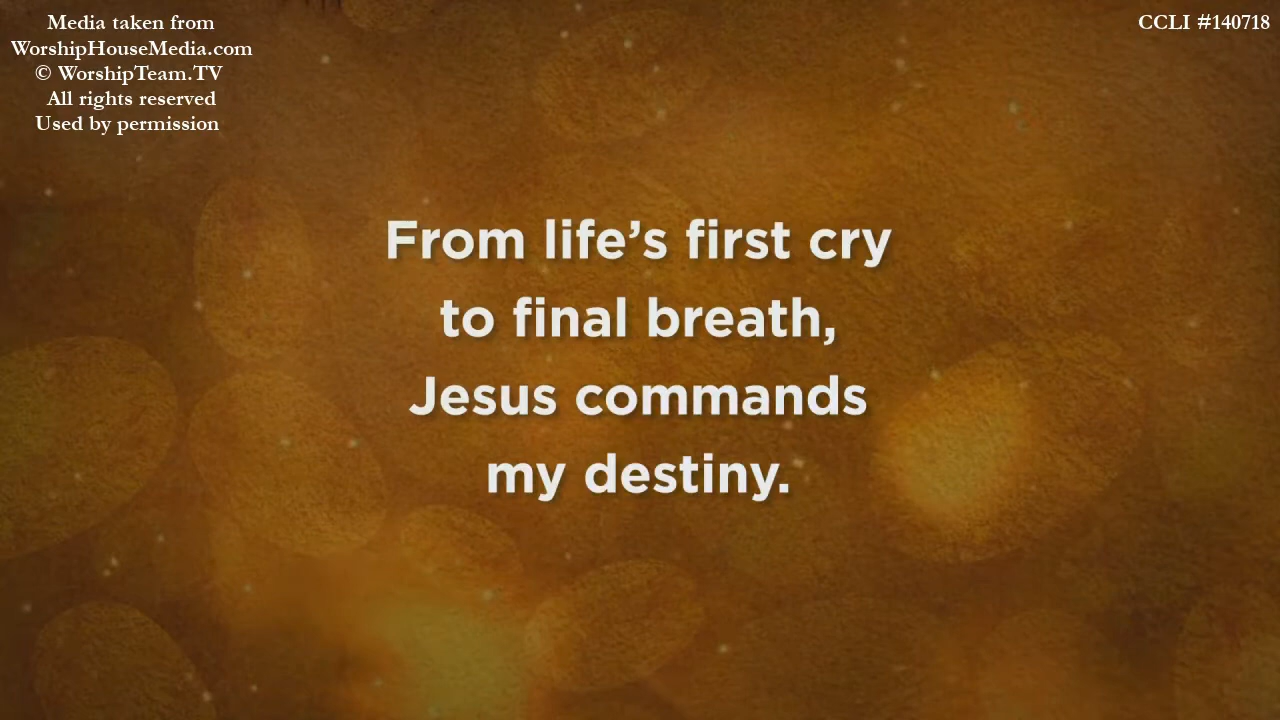 Media taken from
WorshipHouseMedia.com
© WorshipTeam.TV
All rights reserved
Used by permission
CCLI #140718
From life’s first cry
to final breath,
Jesus commands
my destiny.